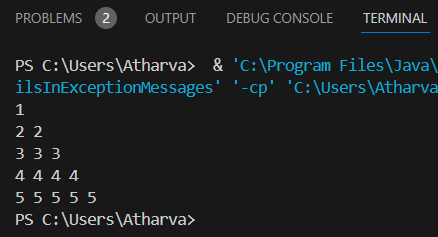 PROBLEMS 2 OUTPUT DEBUG CONSOLE TERMINAL
PS C:\Users\Atharva>  & 'C:\Program Files\Java\
ilsInExceptionMessages' '-cp' 'C:\Users\Atharva
1
2 2
3 3 3
4 4 4 4
5 5 5 5 5
PS C:\Users\Atharva>